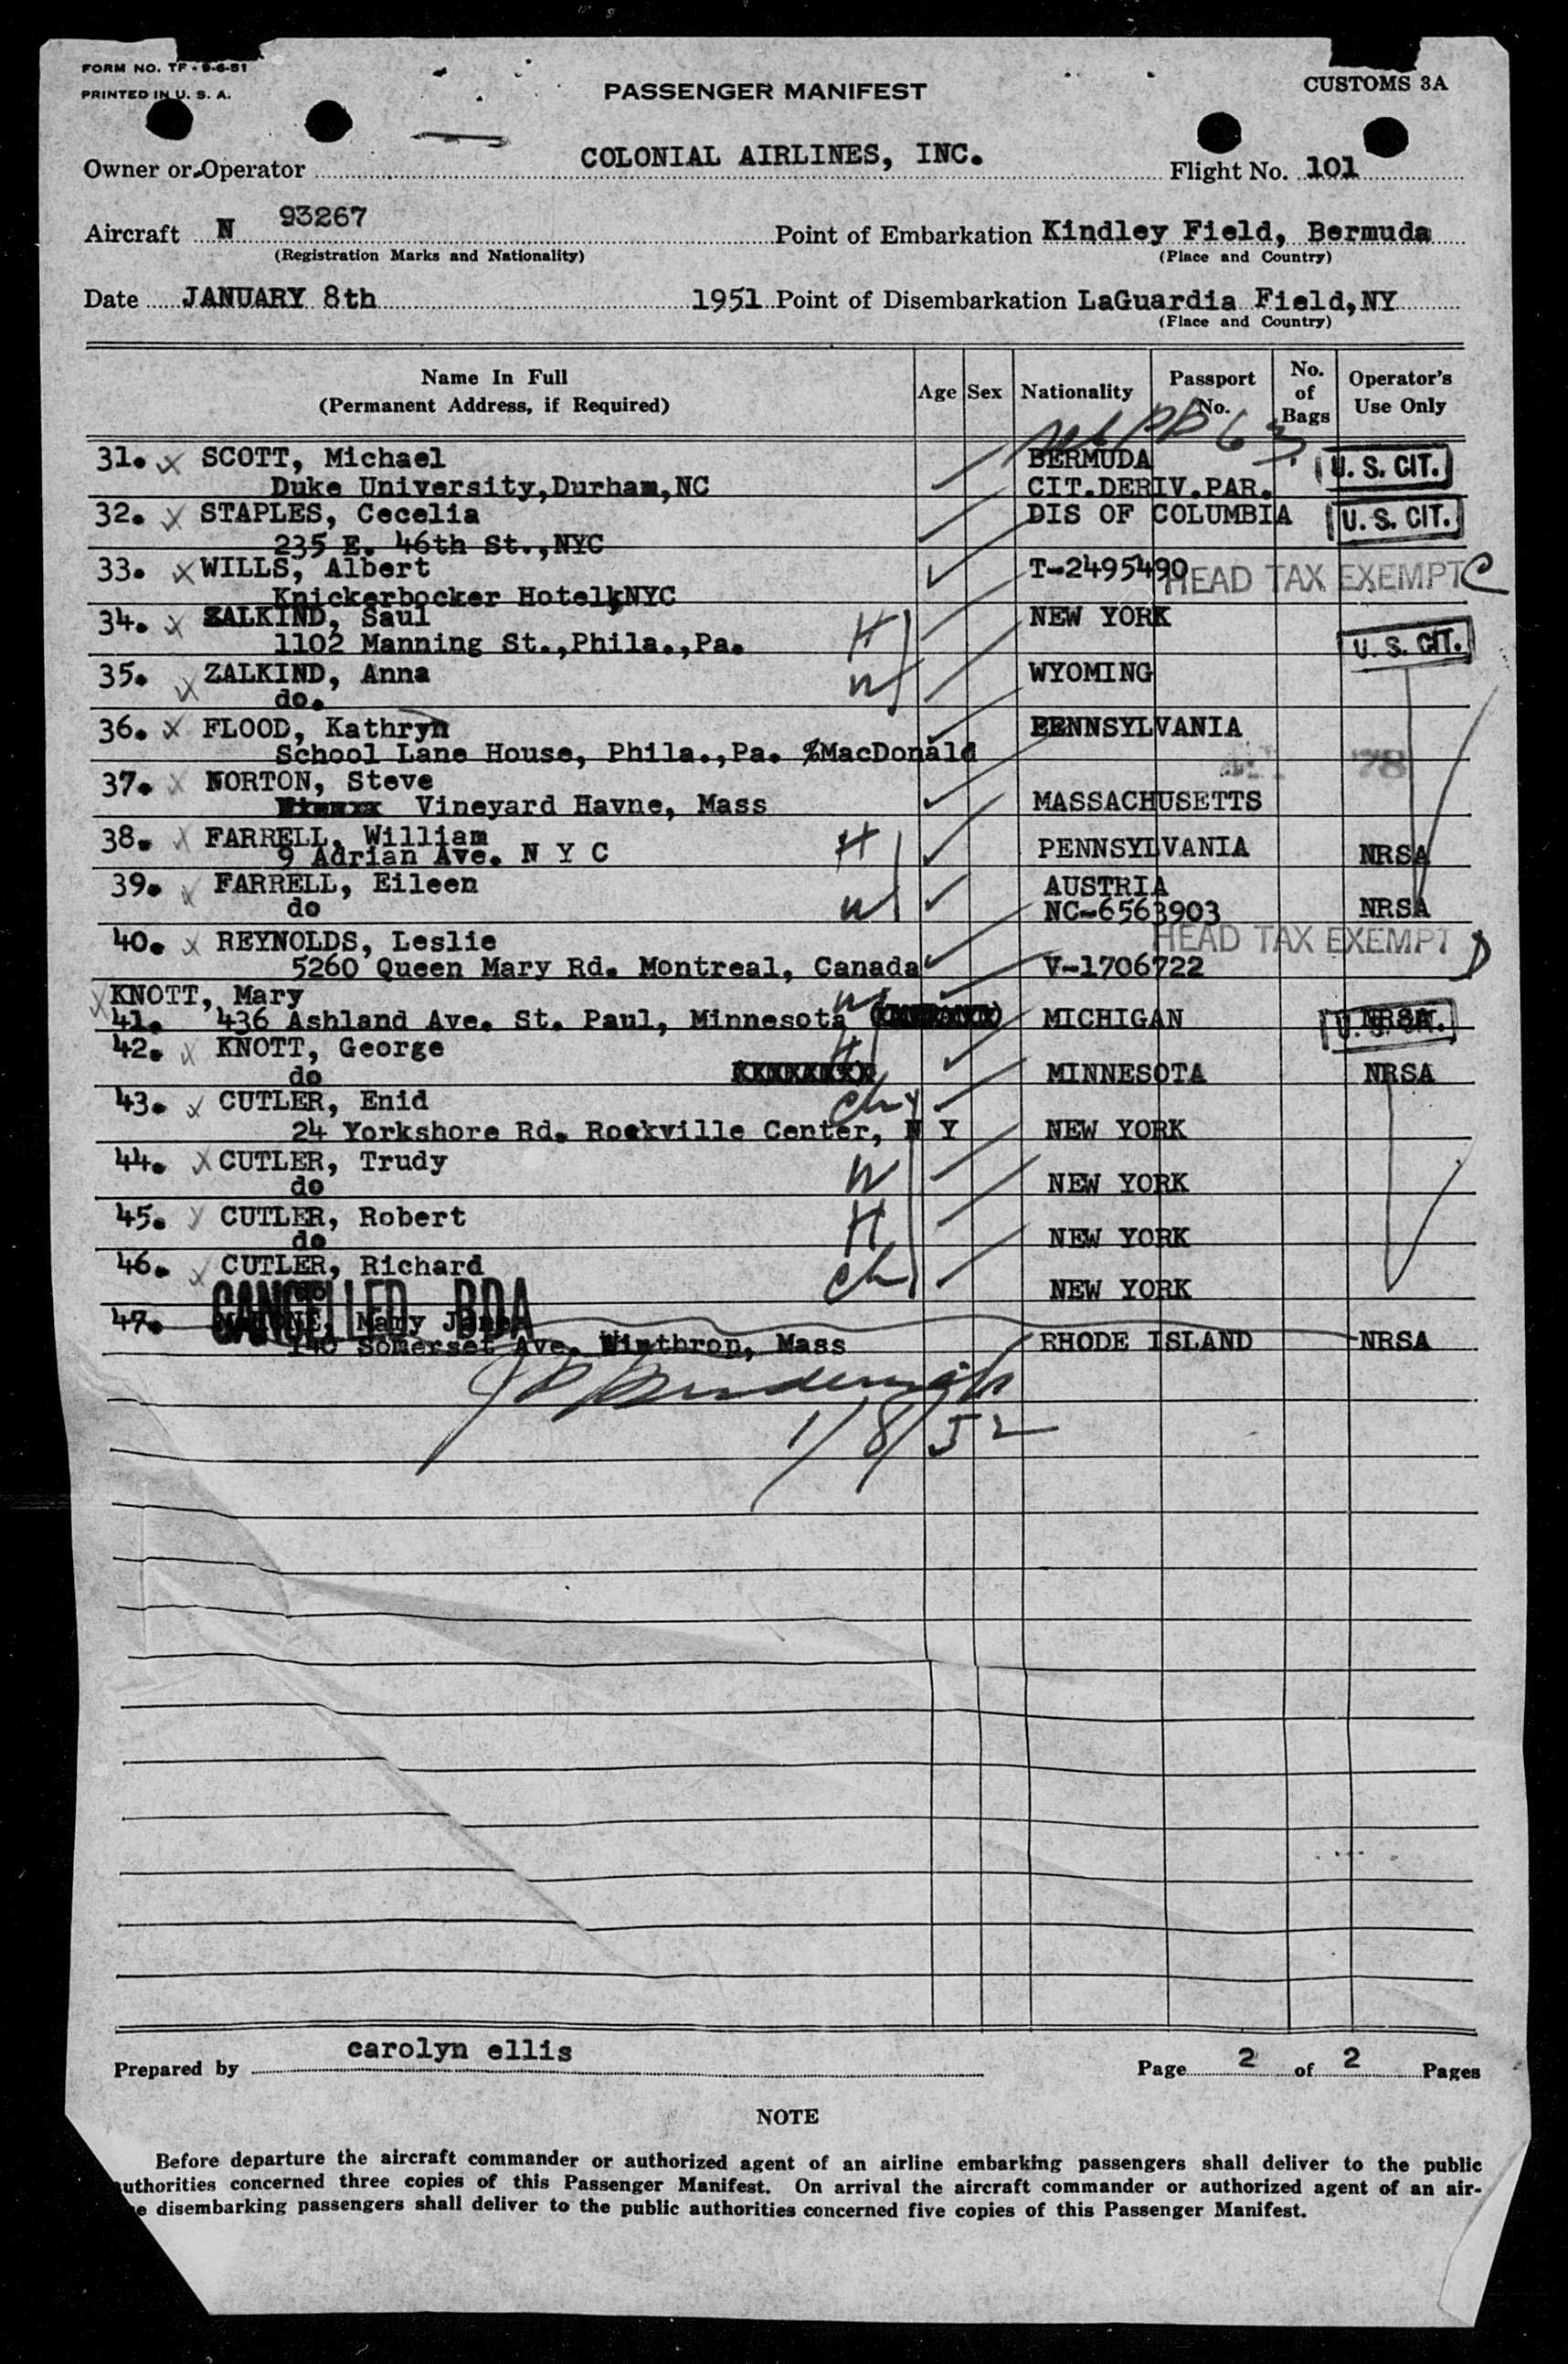 FORM NO. TF - 9-6-51
PRINTED IN U. S. A.
PASSENGER MANIFEST
CUSTOMS 3A
Owner or Operator COLONIAL AIRLINES, INC. Flight No. 101
Aircraft N 93267 Point of Embarkation Kindley Field, Bermuda
(Registration Marks and Nationality) (Place and Country)
Date JANUARY 8th 1951 Point of Disembarkation LaGuardia Field,NY
(Place and Country)
Name In Full (Permanent Address, if Required) Age Sex Nationality Passport No. No. of Bags Operator's Use Only
31. SCOTT, Michael BERMUDA U. S. CIT.
Duke University,Durham,NC CIT.DERIV.PAR.
32. STAPLES, Cecelia DIS OF COLUMBIA U. S. CIT.
235 E. 46th St.,NYC
33. WILLS, Albert T-2495490 HEAD TAX EXEMPT C
Knickerbocker Hotel,NYC
34. ZALKIND, Saul H NEW YORK
1102 Manning St.,Phila.,Pa. U. S. CIT.
35. ZALKIND, Anna W WYOMING
do.
36. FLOOD, Kathryn PENNSYLVANIA
School Lane House, Phila.,Pa. %MacDonald
37. NORTON, Steve
Vineyard Havne, Mass MASSACHUSETTS
38. FARRELL, William H
9 Adrian Ave. N Y C PENNSYLVANIA NRSA
39. FARRELL, Eileen W AUSTRIA
do NC-6563903 NRSA
40. REYNOLDS, Leslie HEAD TAX EXEMPT D
5260 Queen Mary Rd. Montreal, Canada V-1706722
KNOTT, Mary W
41. 436 Ashland Ave. St. Paul, Minnesota MICHIGAN NRSA U. S. CIT.
42. KNOTT, George H
do MINNESOTA NRSA
43. CUTLER, Enid Ch
24 Yorkshore Rd. Rockville Center, N Y NEW YORK
44. CUTLER, Trudy W
do NEW YORK
45. CUTLER, Robert H
do NEW YORK
46. CUTLER, Richard Ch
do NEW YORK
CANCELLED BDA
47. Mary Jane
140 Somerset Ave. Winthrop, Mass RHODE ISLAND NRSA
1/8/52
Prepared by carolyn ellis Page 2 of 2 Pages
NOTE
Before departure the aircraft commander or authorized agent of an airline embarking passengers shall deliver to the public
authorities concerned three copies of this Passenger Manifest. On arrival the aircraft commander or authorized agent of an air-
e disembarking passengers shall deliver to the public authorities concerned five copies of this Passenger Manifest.